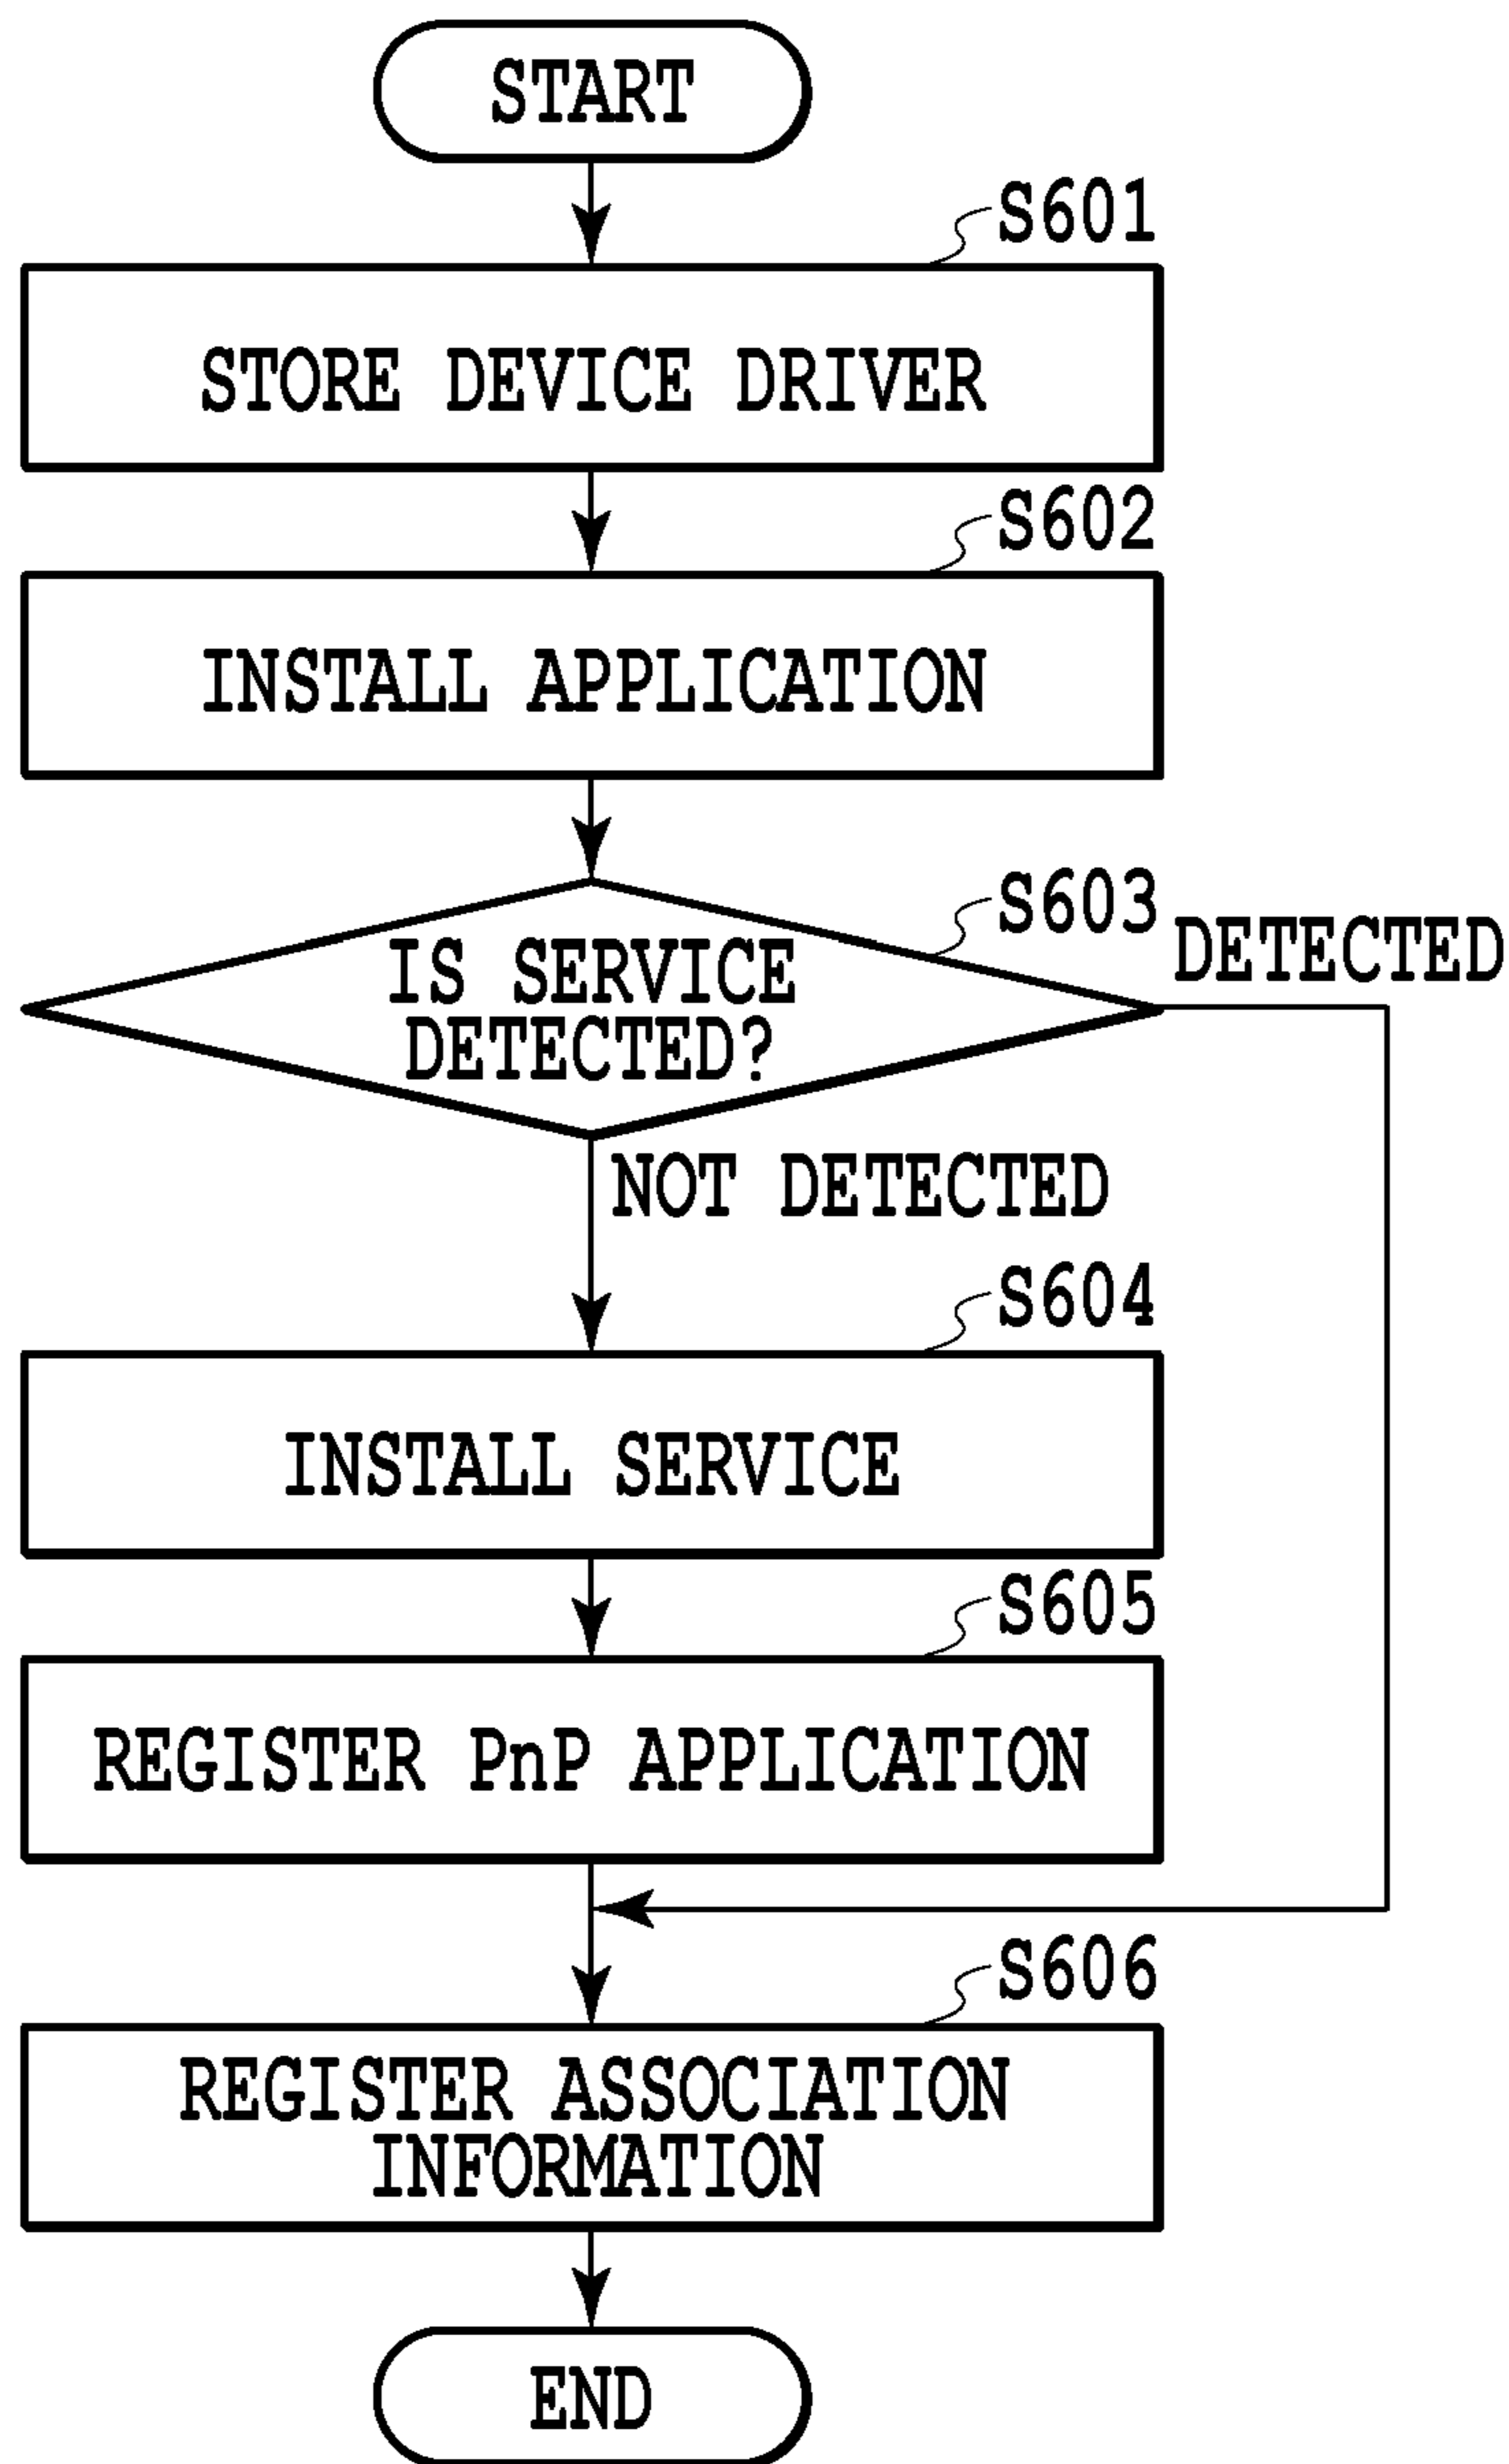 START
S601
STORE DEVICE DRIVER
S602
INSTALL APPLICATION
S603
DETECTED
IS SERVICE
DETECTED?
NOT DETECTED
S604
INSTALL SERVICE
S605
REGISTER PnP APPLICATION
S606
REGISTER ASSOCIATION
INFORMATION
END